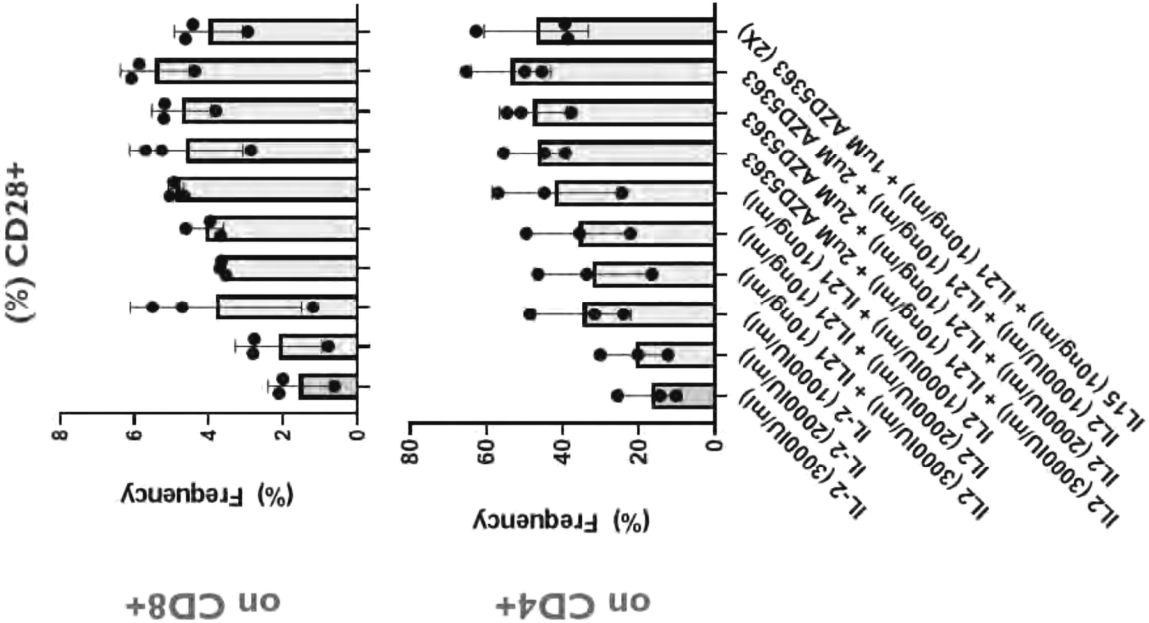 (%) CD28+
on CD8+
(%) Frequency
8
6
4
2
0
on CD4+
(%) Frequency
80
60
40
20
0
IL-2 (3000IU/ml)
IL-2 (2000IU/ml)
IL-2 (1000IU/ml)
IL2 (3000IU/ml) + IL21 (10ng/ml)
IL2 (2000IU/ml) + IL21 (10ng/ml)
IL2 (1000IU/ml) + IL21 (10ng/ml)
IL2 (3000IU/ml) + IL21 (10ng/ml) + 2uM AZD5363
IL2 (2000IU/ml) + IL21 (10ng/ml) + 2uM AZD5363
IL2 (1000IU/ml) + IL21 (10ng/ml) + 2uM AZD5363
IL15 (10ng/ml) + IL21 (10ng/ml) + 1uM AZD5363 (2X)